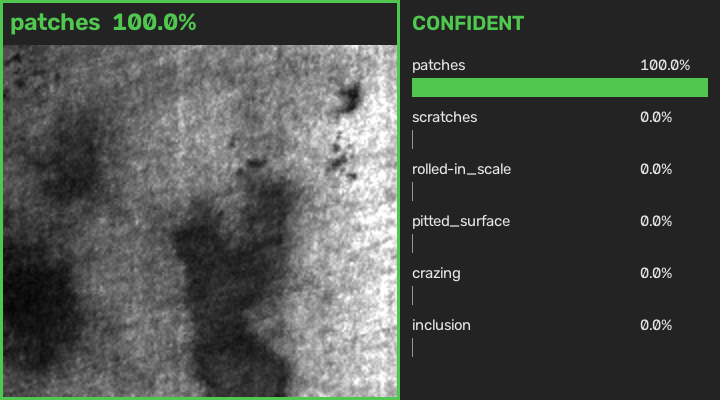 patches 100.0%
CONFIDENT
patches 100.0%
scratches 0.0%
rolled-in_scale 0.0%
pitted_surface 0.0%
crazing 0.0%
inclusion 0.0%